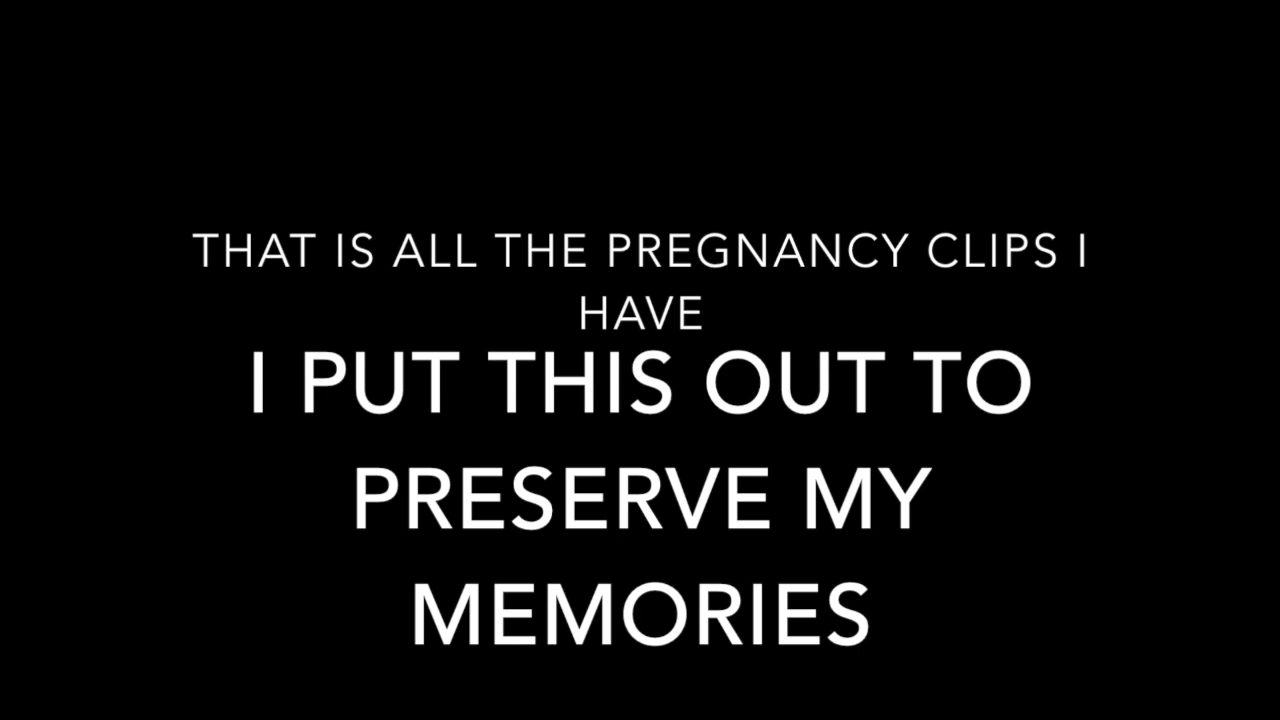 THAT IS ALL THE PREGNANCY CLIPS I
HAVE
I PUT THIS OUT TO
PRESERVE MY
MEMORIES